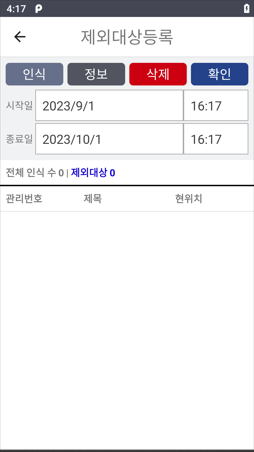 4:17
제외대상등록
인식 정보 삭제 확인
시작일 2023/9/1 16:17
종료일 2023/10/1 16:17
전체 인식 수 0 | 제외대상 0
관리번호 제목 현위치